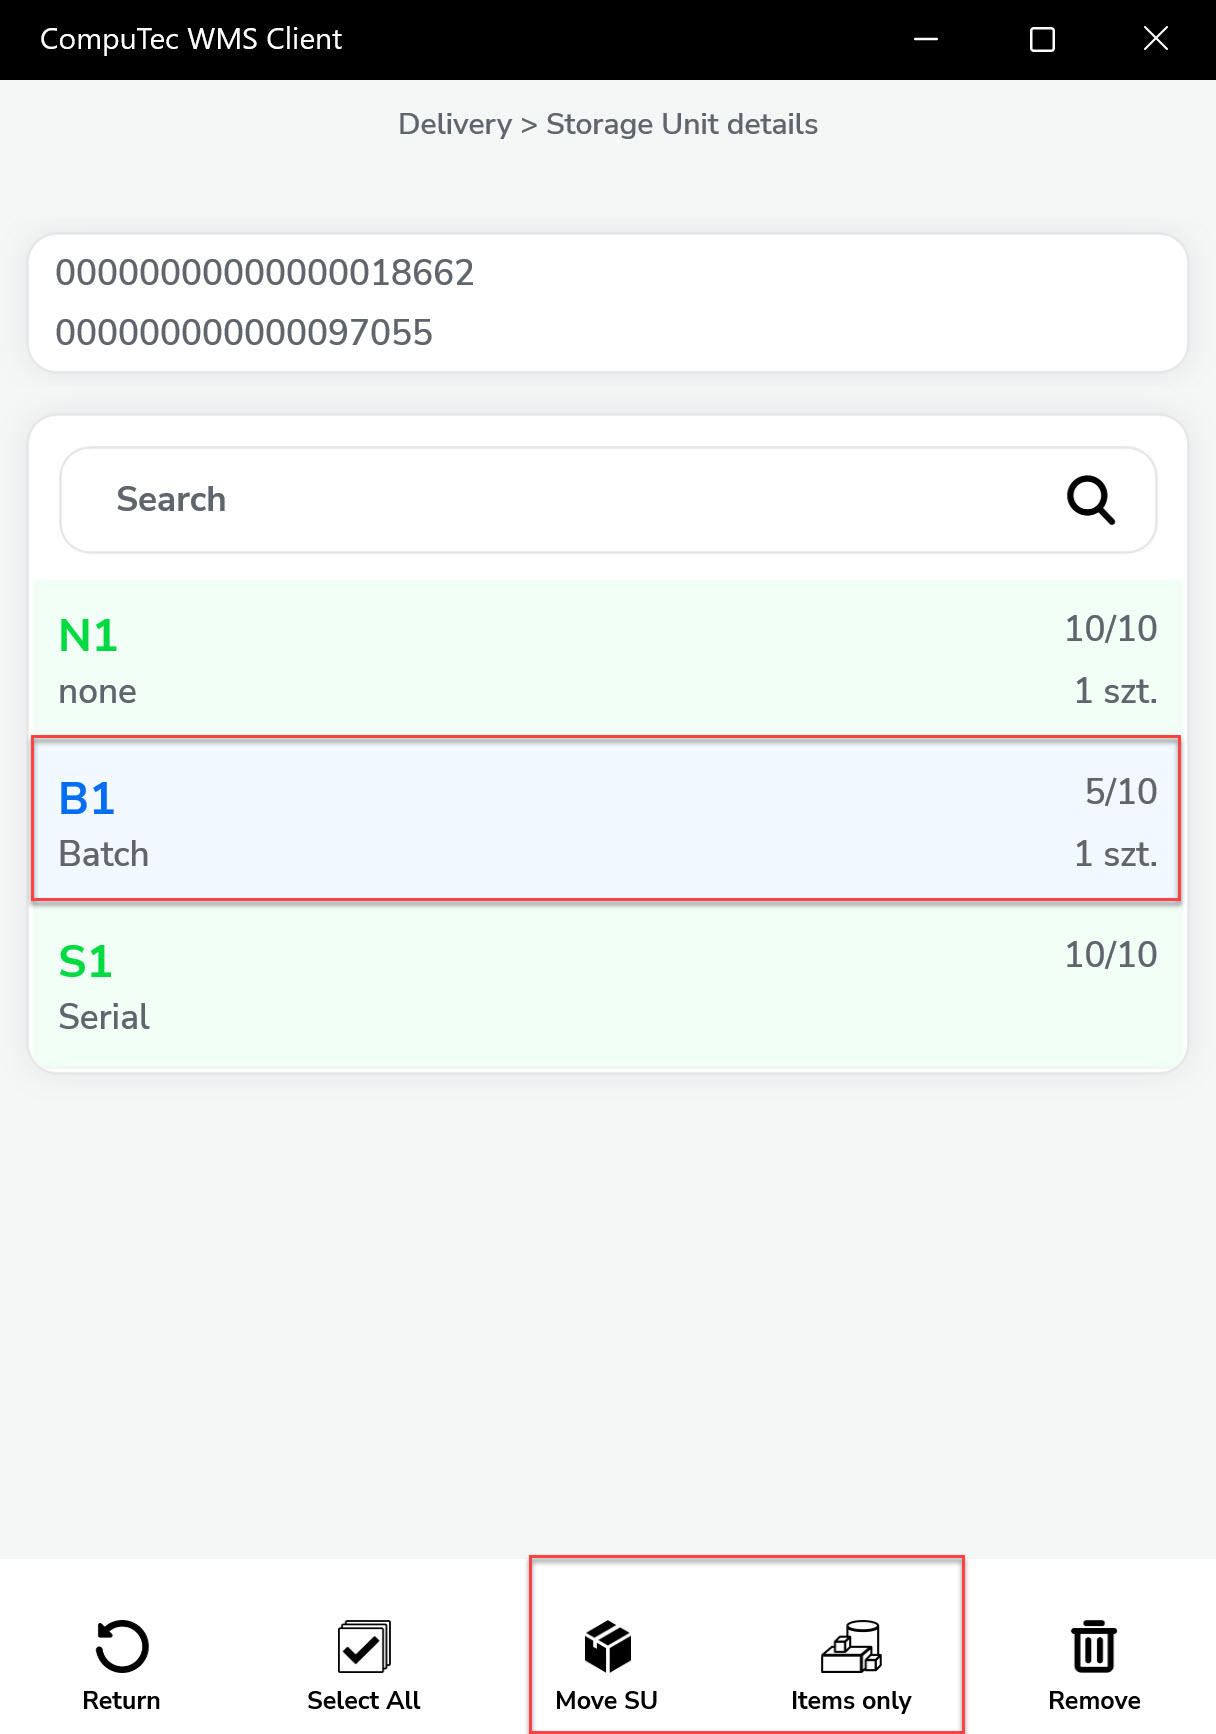 CompuTec WMS Client
Delivery > Storage Unit details
00000000000000018662
000000000000097055
Search
N1 10/10
none 1 szt.
B1 5/10
Batch 1 szt.
S1 10/10
Serial
Return Select All Move SU Items only Remove